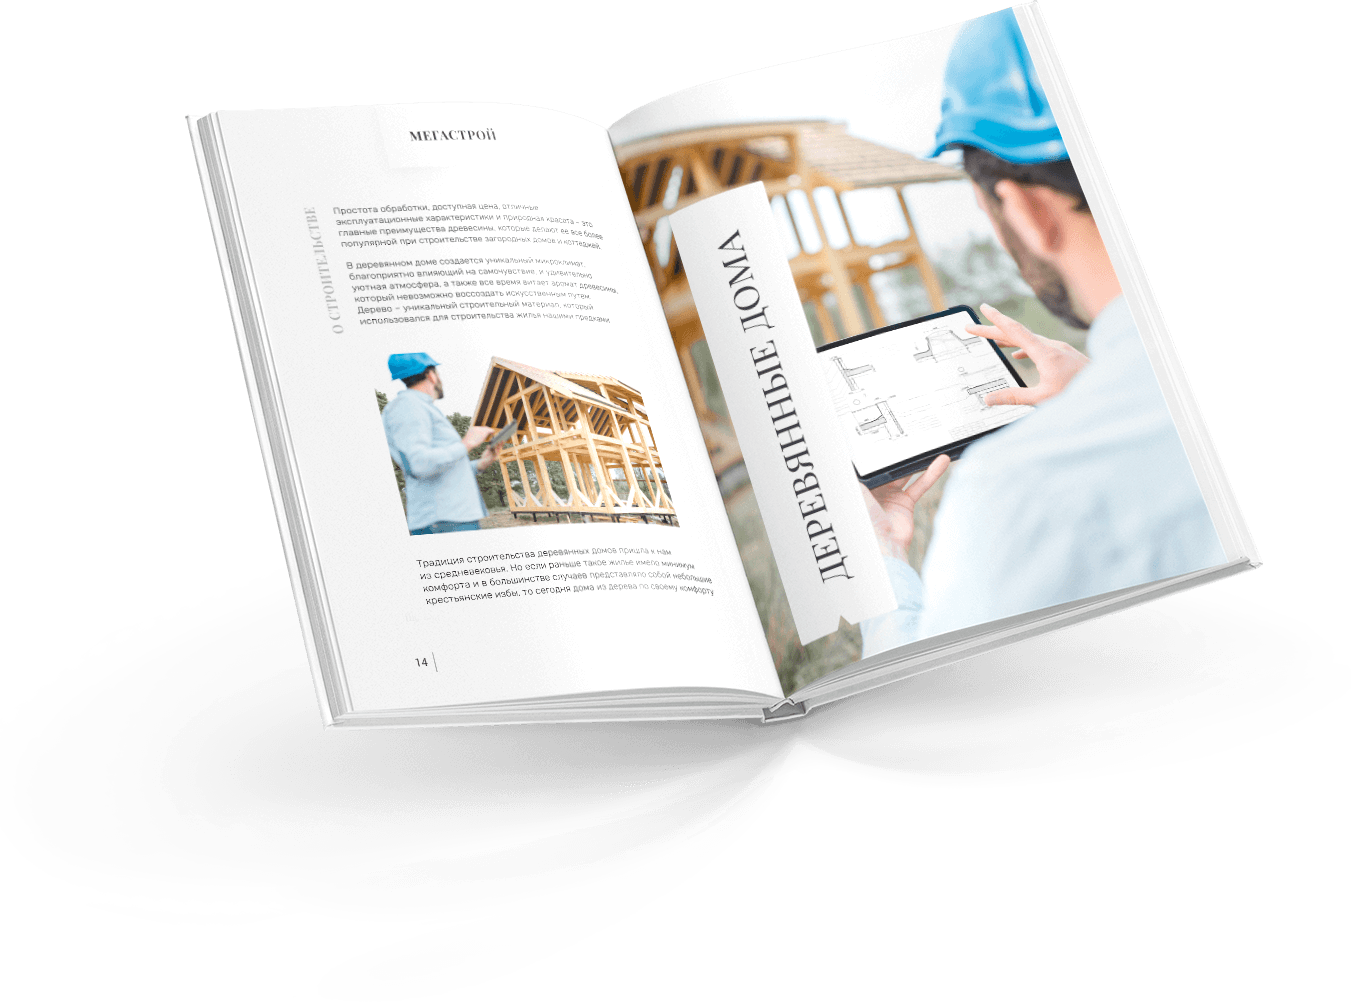 МЕГАСТРОЙ
О СТРОИТЕЛЬСТВЕ
Простота обработки, доступная цена, отличные
эксплуатационные характеристики и природная красота – это
главные преимущества древесины, которые делают ее все более
популярной при строительстве загородных домов и коттеджей.
В деревянном доме создается уникальный микроклимат,
благоприятно влияющий на самочувствие, и удивительно
уютная атмосфера, а также все время витает аромат древесины,
который невозможно воссоздать искусственным путем.
Дерево – уникальный строительный материал, который
использовался для строительства жилья нашими предками.
Традиция строительства деревянных домов пришла к нам
из средневековья. Но если раньше такое жилье имело минимум
комфорта и в большинстве случаев представляло собой небольшие
крестьянские избы, то сегодня дома из дерева по своему комфорту
14
ДЕРЕВЯННЫЕ ДОМА